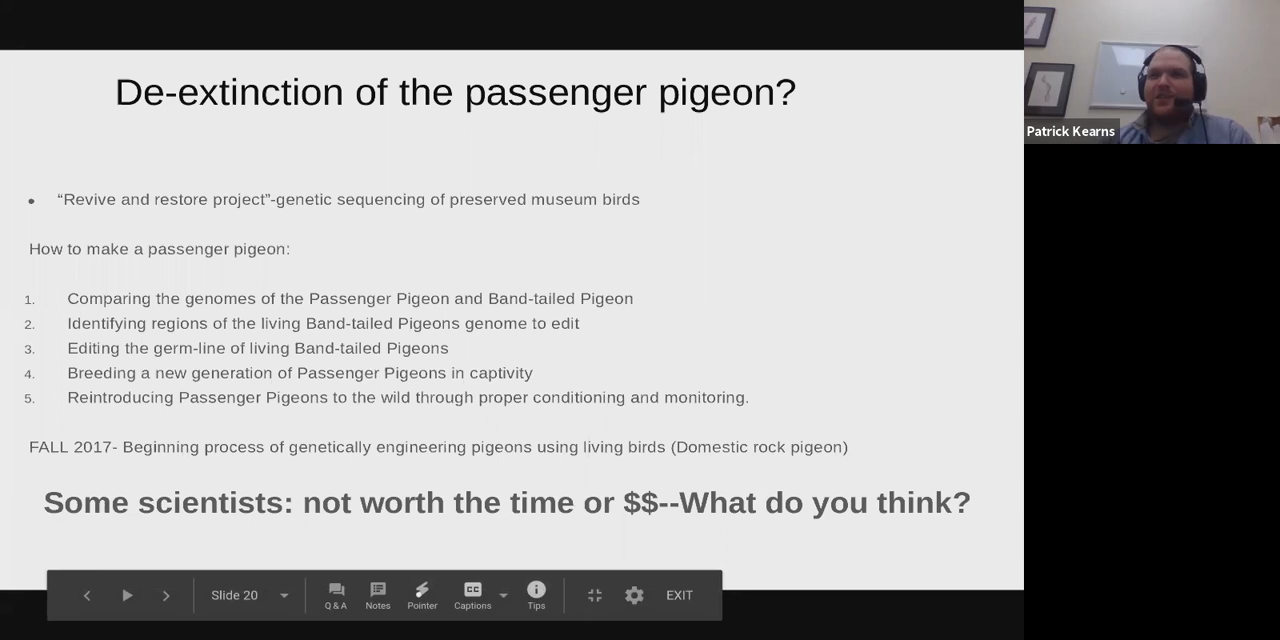 De-extinction of the passenger pigeon?
Patrick Kearns
• “Revive and restore project”-genetic sequencing of preserved museum birds
How to make a passenger pigeon:
1. Comparing the genomes of the Passenger Pigeon and Band-tailed Pigeon
2. Identifying regions of the living Band-tailed Pigeons genome to edit
3. Editing the germ-line of living Band-tailed Pigeons
4. Breeding a new generation of Passenger Pigeons in captivity
5. Reintroducing Passenger Pigeons to the wild through proper conditioning and monitoring.
FALL 2017- Beginning process of genetically engineering pigeons using living birds (Domestic rock pigeon)
Some scientists: not worth the time or $$--What do you think?
Slide 20
Q & A Notes Pointer CC Captions Tips EXIT